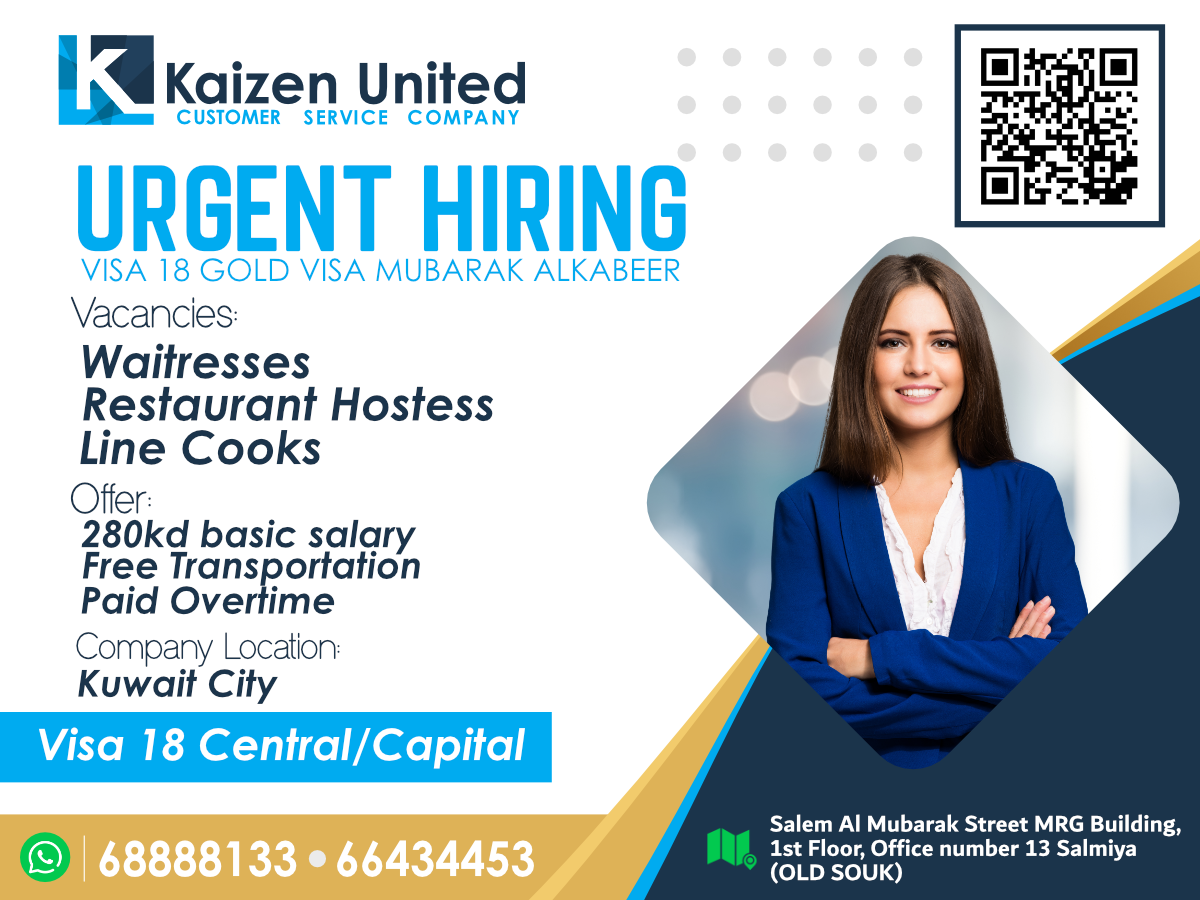 K
Kaizen United
CUSTOMER SERVICE COMPANY
URGENT HIRING
VISA 18 GOLD VISA MUBARAK ALKABEER
Vacancies:
Waitresses
Restaurant Hostess
Line Cooks
Offer:
280kd basic salary
Free Transportation
Paid Overtime
Company Location:
Kuwait City
Visa 18 Central/Capital
68888133 • 66434453
Salem Al Mubarak Street MRG Building,
1st Floor, Office number 13 Salmiya
(OLD SOUK)